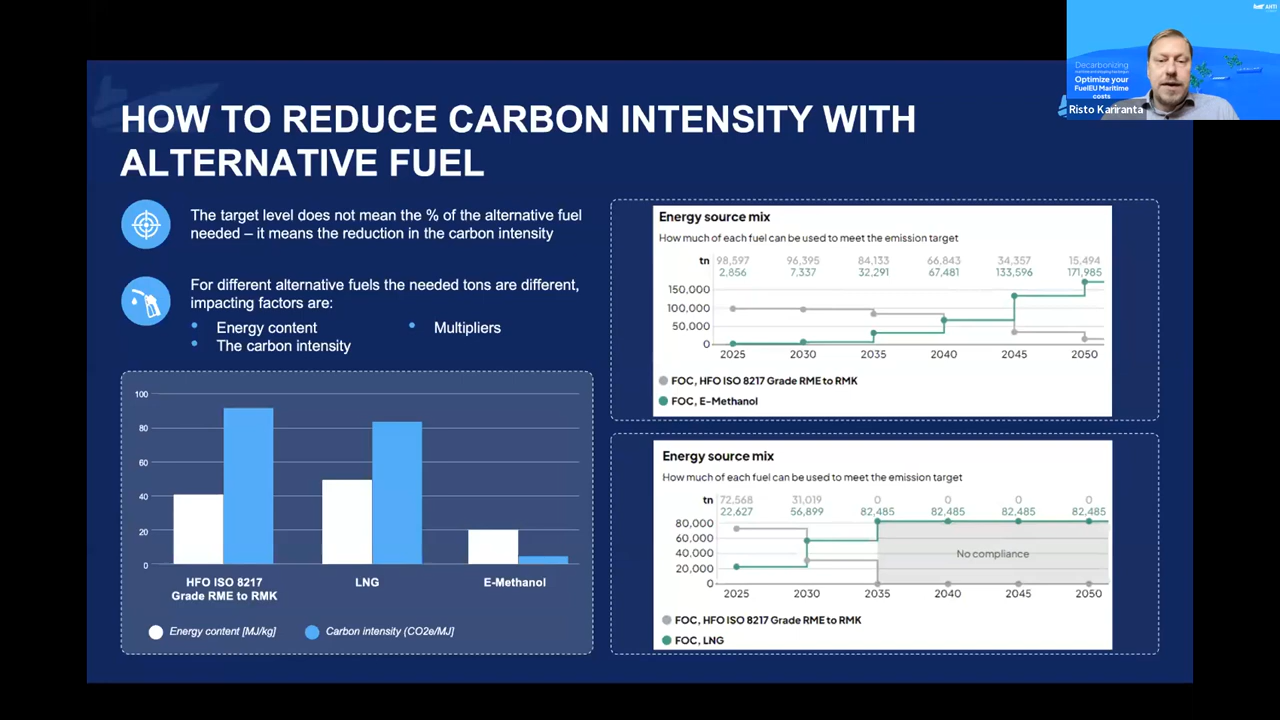 AHTI
Decarbonizing
Optimize your
FuelEU Maritime
costs
Risto Kariranta
HOW TO REDUCE CARBON INTENSITY WITH
ALTERNATIVE FUEL
The target level does not mean the % of the alternative fuel
needed – it means the reduction in the carbon intensity
For different alternative fuels the needed tons are different,
impacting factors are:
• Energy content
• The carbon intensity
• Multipliers
100
80
60
40
20
0
HFO ISO 8217
Grade RME to RMK
LNG
E-Methanol
Energy content [MJ/kg]
Carbon intensity (CO2e/MJ]
Energy source mix
How much of each fuel can be used to meet the emission target
tn 98,597 96,395 84,133 66,843 34,357 15,494
2,856 7,337 32,291 67,481 133,596 171,985
150,000
100,000
50,000
0
2025 2030 2035 2040 2045 2050
FOC, HFO ISO 8217 Grade RME to RMK
FOC, E-Methanol
Energy source mix
How much of each fuel can be used to meet the emission target
tn 72,568 31,019 0 0 0 0
22,627 56,899 82,485 82,485 82,485 82,485
80,000
60,000
40,000
20,000
0
No compliance
2025 2030 2035 2040 2045 2050
FOC, HFO ISO 8217 Grade RME to RMK
FOC, LNG